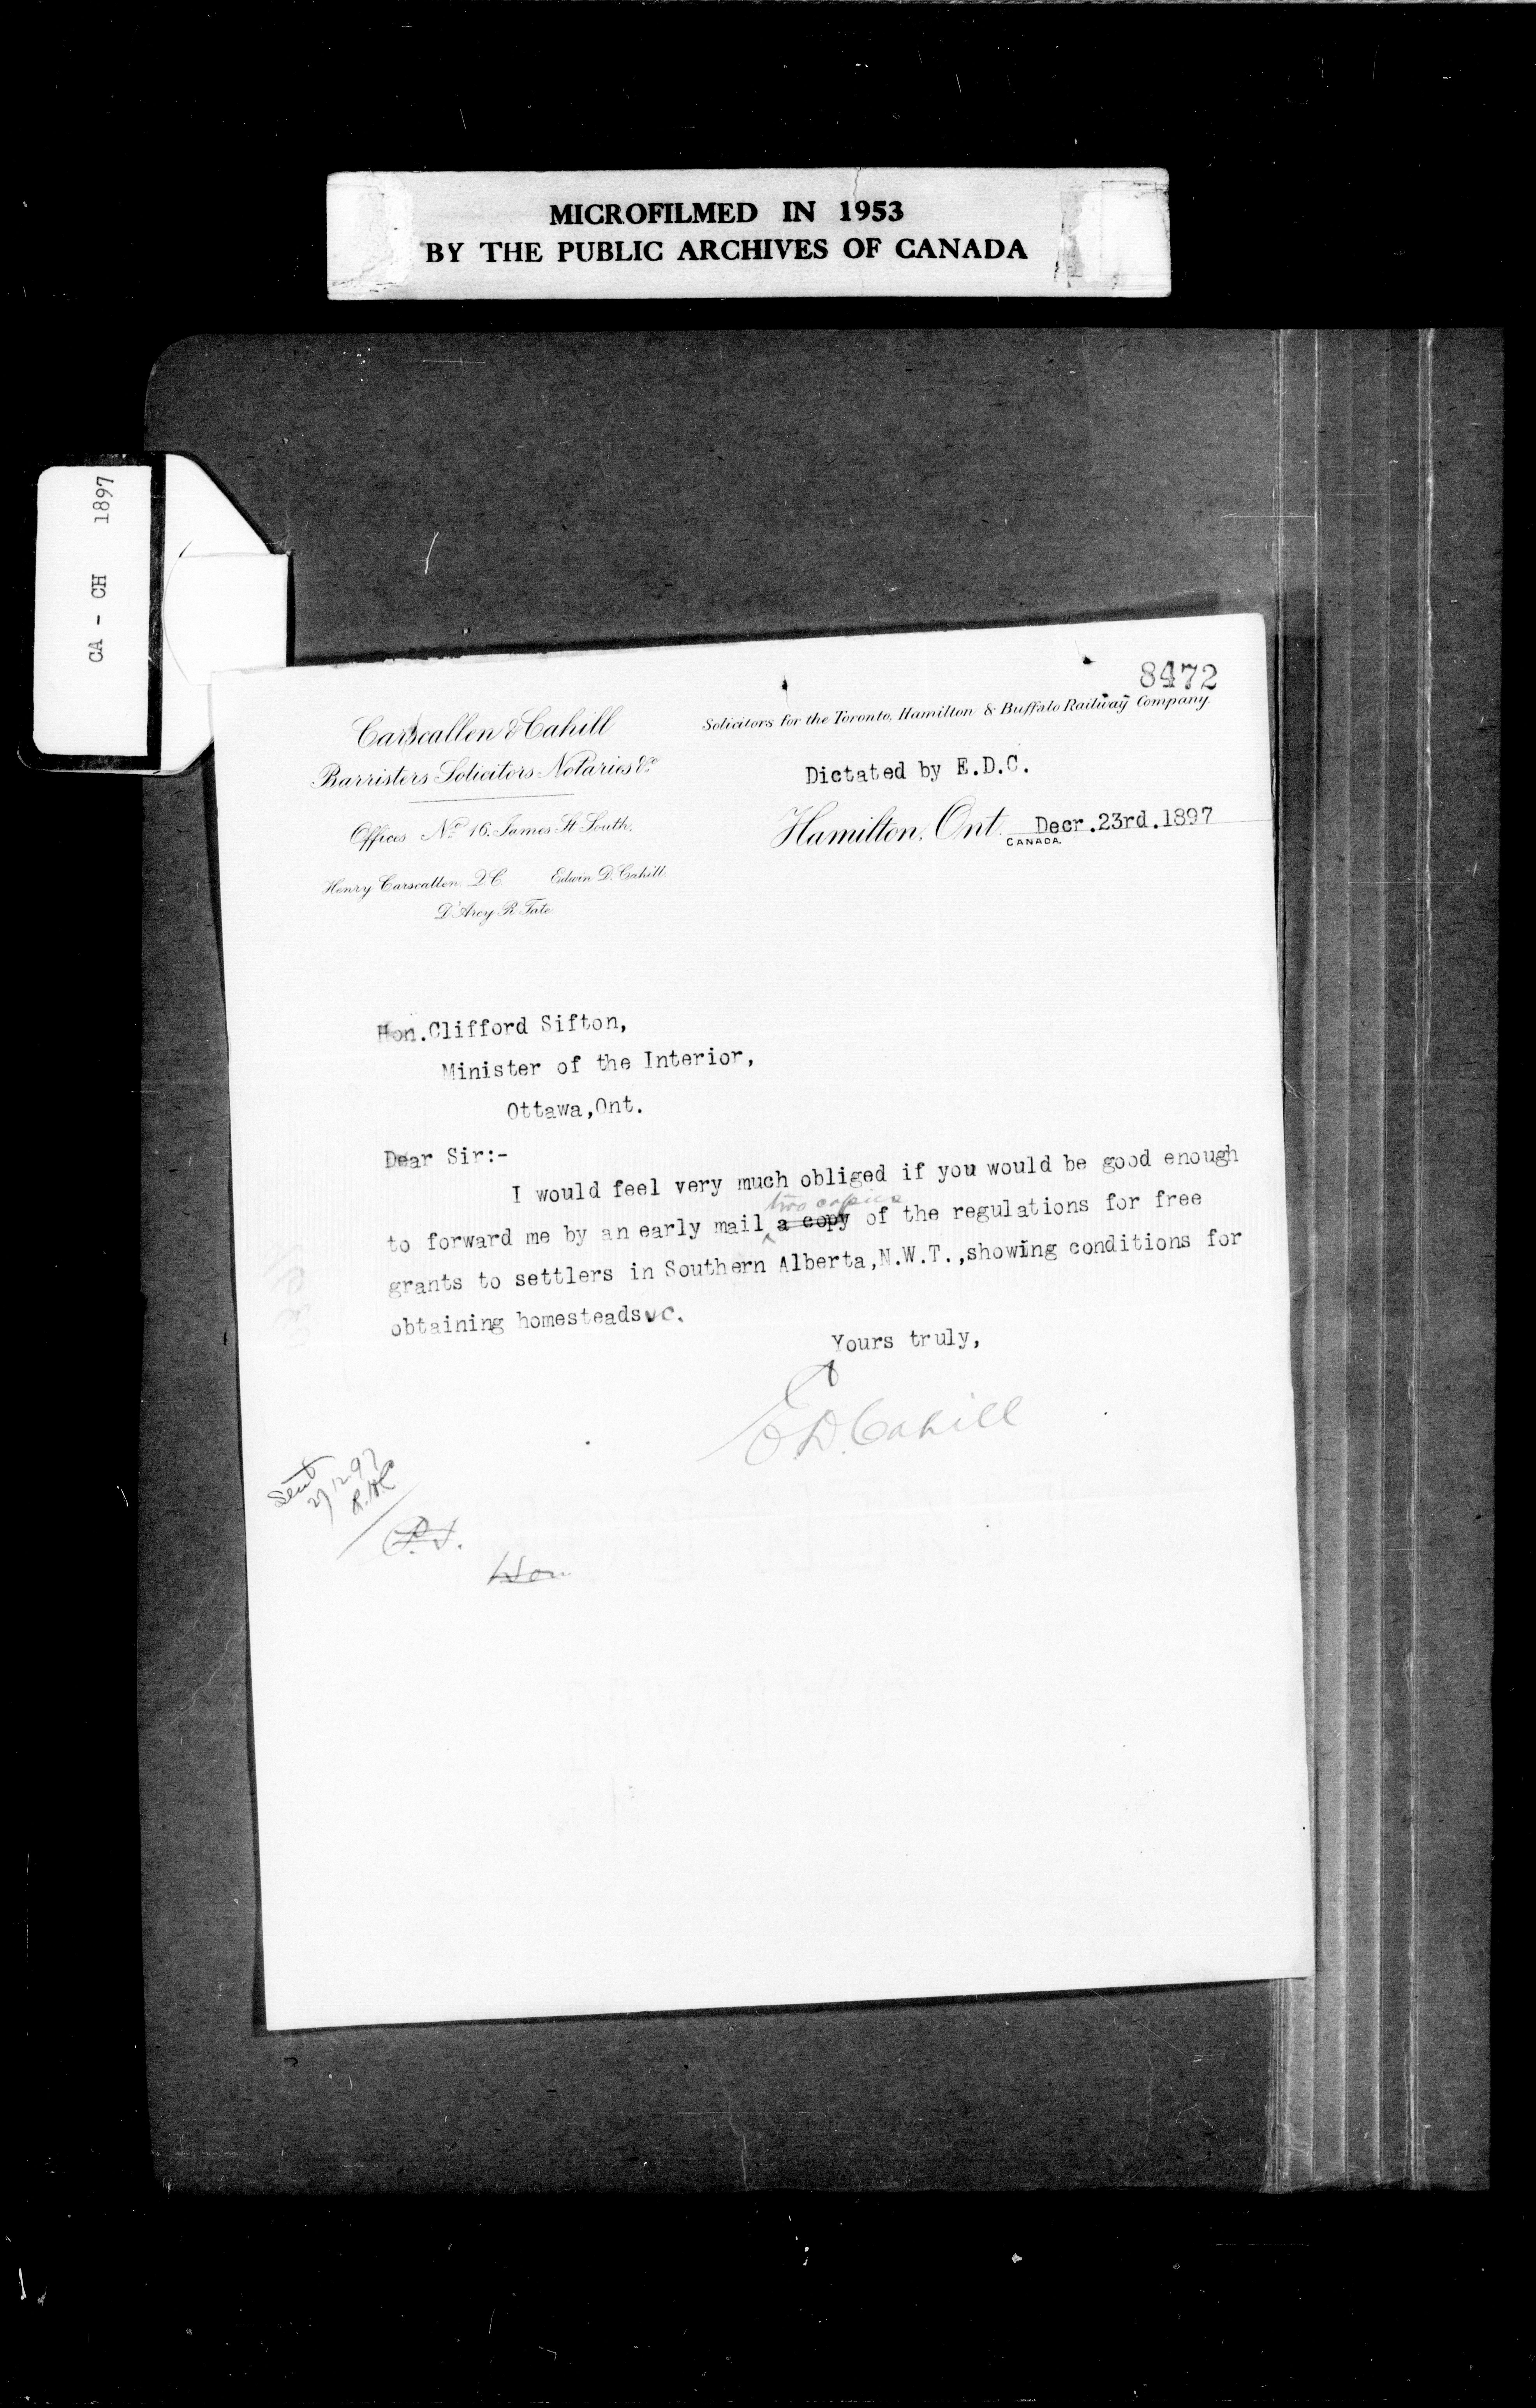 MICROFILMED IN 1953
BY THE PUBLIC ARCHIVES OF CANADA
CA - CH 1897
8472
Solicitors for the Toronto, Hamilton & Buffalo Railway Company.
Carscallen & Cahill
Barristers Solicitors Notaries &c
Offices No 16. James St South.
Henry Carscallen. Q.C. Edwin D. Cahill.
D'Arcy R. Tate.
Dictated by E.D.C.
Hamilton, Ont. Decr.23rd.1897
CANADA.
Hon.Clifford Sifton,
Minister of the Interior,
Ottawa,Ont.
Dear Sir:-
I would feel very much obliged if you would be good enough
two copies
to forward me by an early mail a copy of the regulations for free
grants to settlers in Southern Alberta,N.W.T.,showing conditions for
obtaining homesteads &c.
Yours truly,
E.D. Cahill
Sent
27/12 97
Hon